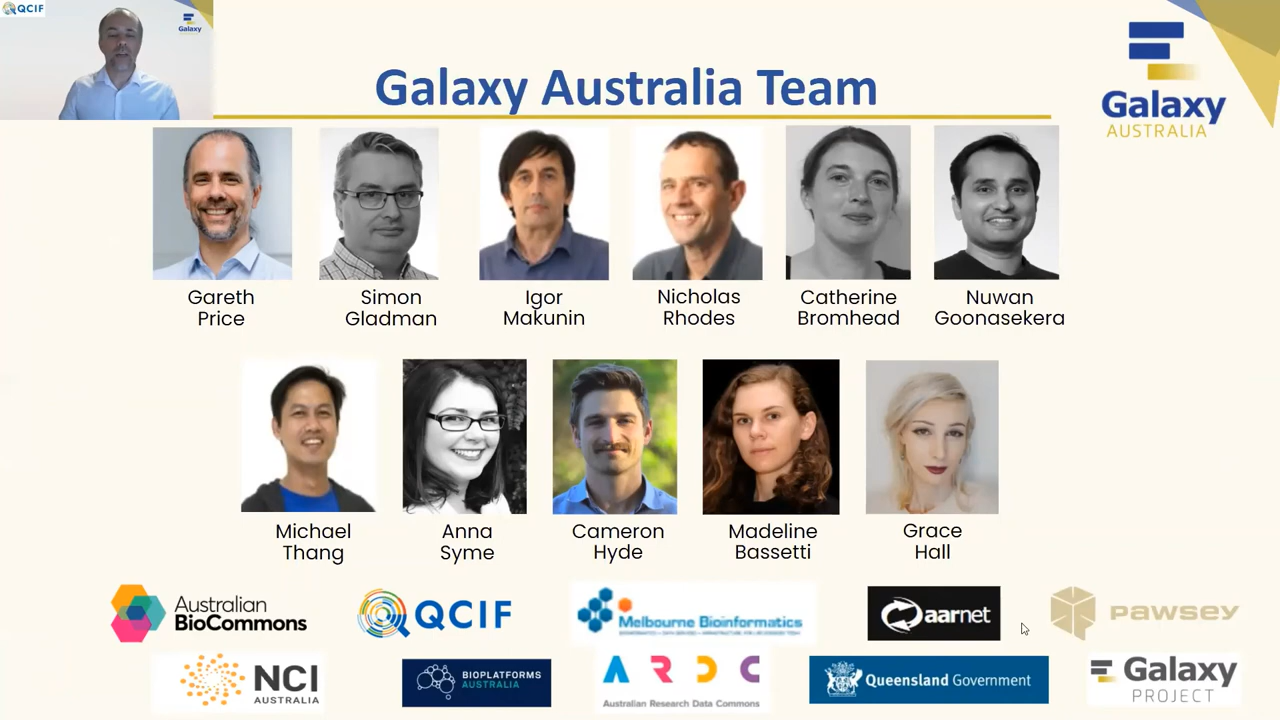 QCIF
Galaxy
Galaxy Australia Team
Galaxy
AUSTRALIA
Gareth
Price
Simon
Gladman
Igor
Makunin
Nicholas
Rhodes
Catherine
Bromhead
Nuwan
Goonasekera
Michael
Thang
Anna
Syme
Cameron
Hyde
Madeline
Bassetti
Grace
Hall
Australian
BioCommons
QCIF
Melbourne Bioinformatics
aarnet
PAWSEY
NCI
AUSTRALIA
BIOPLATFORMS
AUSTRALIA
ARDC
Australian Research Data Commons
Queensland Government
Galaxy
PROJECT